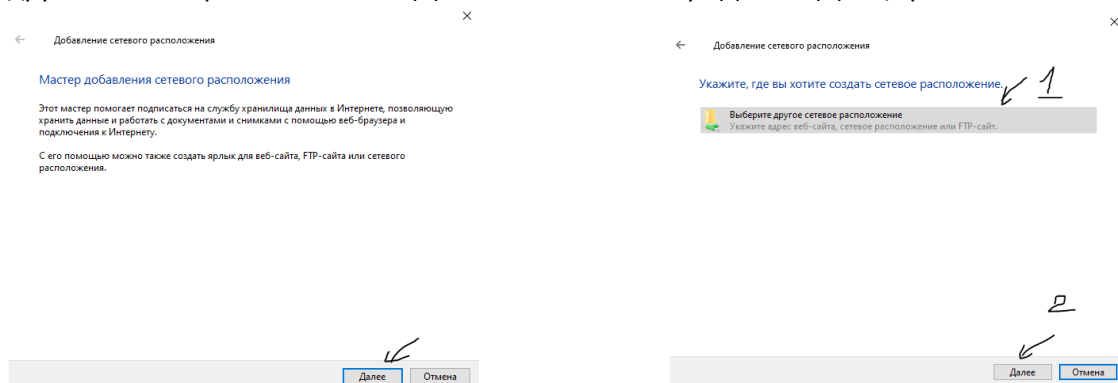 Добавление сетевого расположения
Мастер добавления сетевого расположения
Этот мастер помогает подписаться на службу хранилища данных в Интернете, позволяющую
хранить данные и работать с документами и снимками с помощью веб-браузера и
подключения к Интернету.
С его помощью можно также создать ярлык для веб-сайта, FTP-сайта или сетевого
расположения.
Далее Отмена
Добавление сетевого расположения
Укажите, где вы хотите создать сетевое расположение.
1
Выберите другое сетевое расположение
Укажите адрес веб-сайта, сетевое расположение или FTP-сайт.
2
Далее Отмена